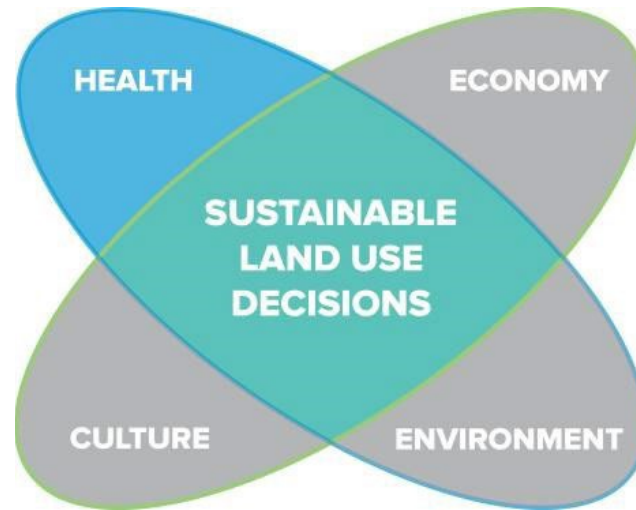 HEALTH
ECONOMY
SUSTAINABLE
LAND USE
DECISIONS
CULTURE
ENVIRONMENT